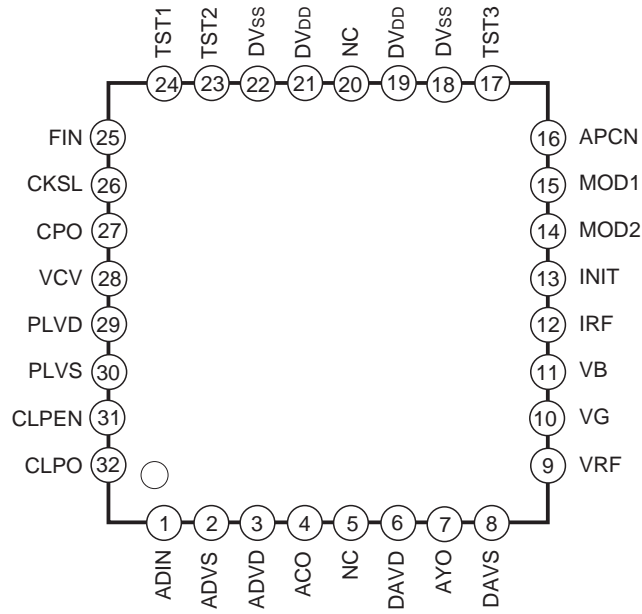 TST1 TST2 DVSS DVDD NC DVDD DVSS TST3
24 23 22 21 20 19 18 17
FIN 25 16 APCN
CKSL 26 15 MOD1
CPO 27 14 MOD2
VCV 28 13 INIT
PLVD 29 12 IRF
PLVS 30 11 VB
CLPEN 31 10 VG
CLPO 32 9 VRF
1 2 3 4 5 6 7 8
ADIN ADVS ADVD ACO NC DAVD AYO DAVS